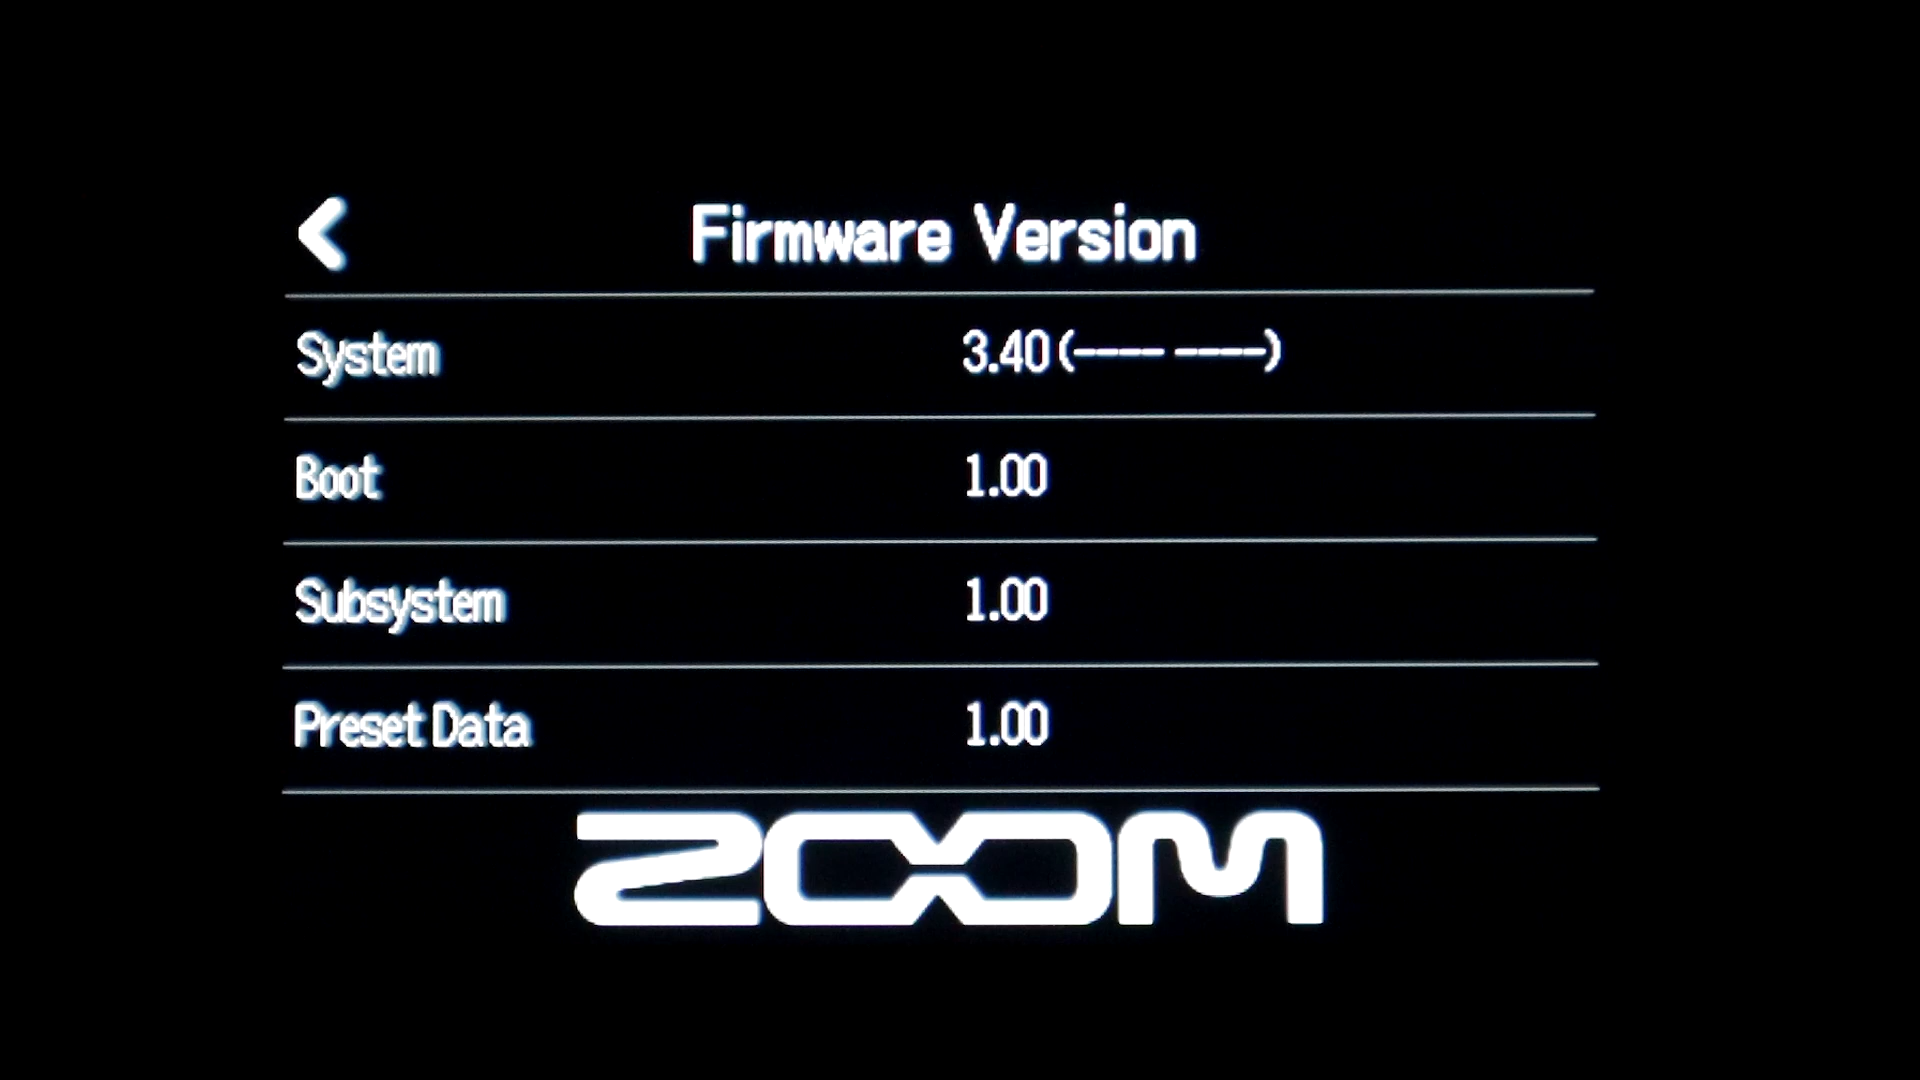 Firmware Version
System 3.40 (---- ----)
Boot 1.00
Subsystem 1.00
Preset Data 1.00
ZOOM